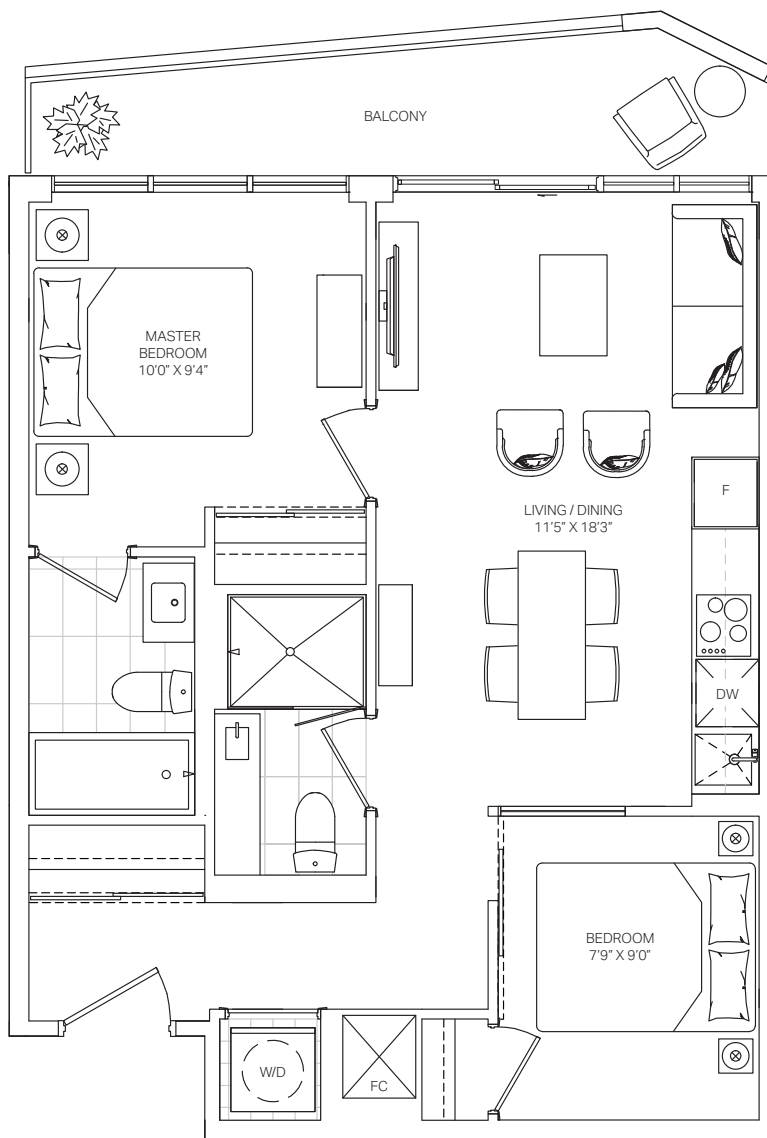 BALCONY
MASTER
BEDROOM
10'0" X 9'4"
F
LIVING / DINING
11'5" X 18'3"
DW
BEDROOM
7'9" X 9'0"
W/D
FC